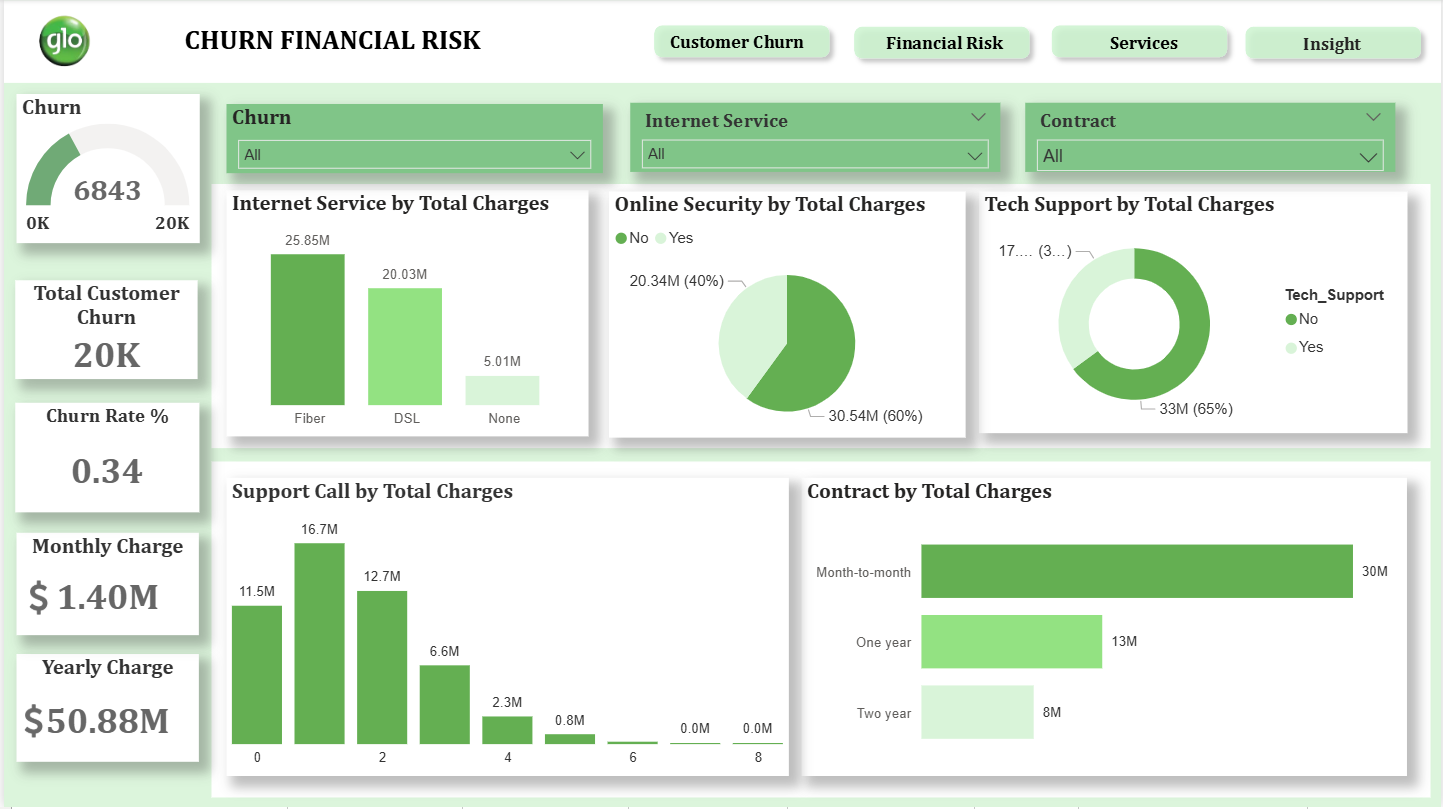 glo
CHURN FINANCIAL RISK
Customer Churn
Financial Risk
Services
Insight
Churn
6843
0K
20K
Total Customer
Churn
20K
Churn Rate %
0.34
Monthly Charge
$ 1.40M
Yearly Charge
$50.88M
Churn
All
Internet Service
All
Contract
All
Internet Service by Total Charges
25.85M
20.03M
5.01M
Fiber
DSL
None
Online Security by Total Charges
No
Yes
20.34M (40%)
30.54M (60%)
Tech Support by Total Charges
17.... (3...)
33M (65%)
Tech_Support
No
Yes
Support Call by Total Charges
11.5M
16.7M
12.7M
6.6M
2.3M
0.8M
0.0M
0.0M
0
2
4
6
8
Contract by Total Charges
Month-to-month
30M
One year
13M
Two year
8M